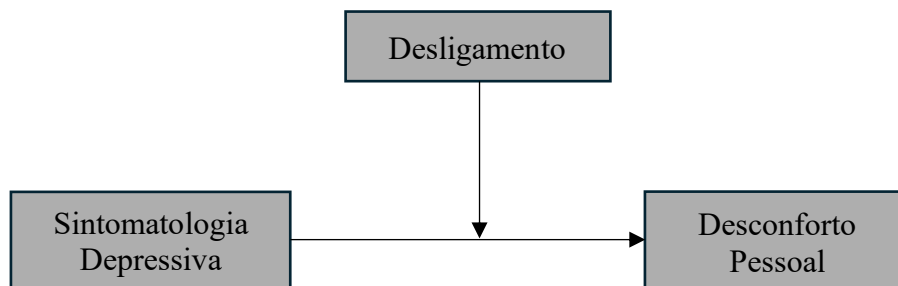 Desligamento
Sintomatologia
Depressiva
Desconforto
Pessoal